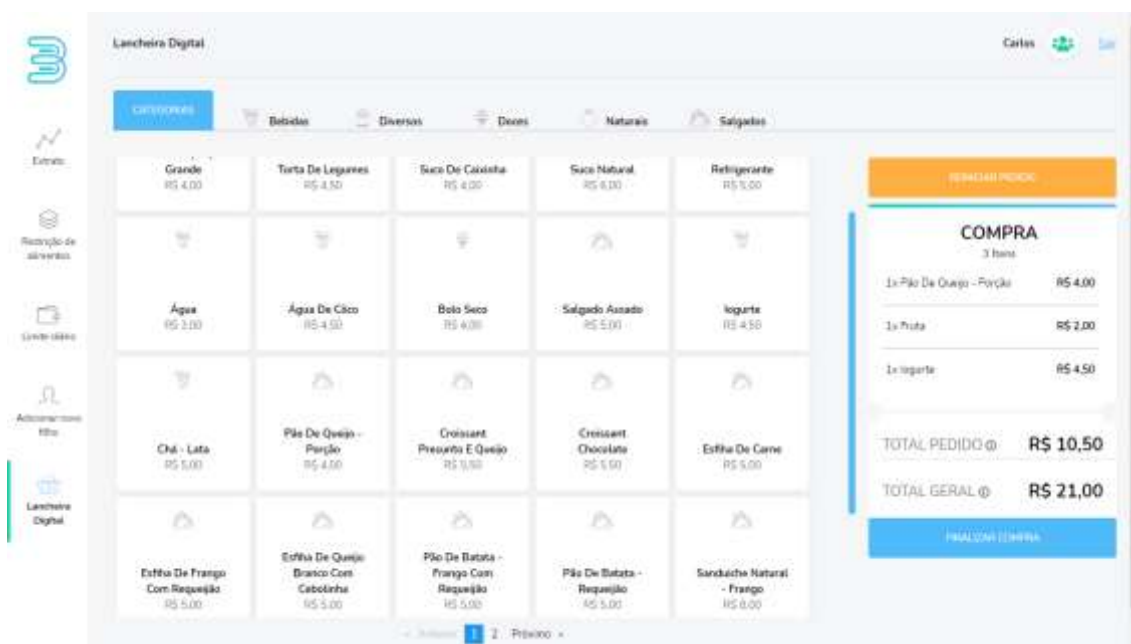 Lancheira Digital
Carlos
Sair
CATEGORIAS
Bebidas
Diversos
Doces
Naturais
Salgados
Extrato
Restrição de
alimentos
Limite diário
Adicionar novo
filho
Lancheira
Digital
Grande
R$ 4,00
Torta De Legumes
R$ 4,50
Suco De Caixinha
R$ 4,00
Suco Natural
R$ 6,00
Refrigerante
R$ 5,00
Água
R$ 3,00
Água De Côco
R$ 4,50
Bolo Seco
R$ 4,00
Salgado Assado
R$ 5,00
Iogurte
R$ 4,50
Chá - Lata
R$ 5,00
Pão De Queijo -
Porção
R$ 4,00
Croissant
Presunto E Queijo
R$ 5,50
Croissant
Chocolate
R$ 5,50
Esfiha De Carne
R$ 5,00
Esfiha De Frango
Com Requeijão
R$ 5,00
Esfiha De Queijo
Branco Com
Cebolinha
R$ 5,00
Pão De Batata -
Frango Com
Requeijão
R$ 5,00
Pão De Batata -
Requeijão
R$ 5,00
Sanduiche Natural
- Frango
R$ 8,00
« Anterior 1 2 Próximo »
PEDIDO
COMPRA
3 Itens
1x Pão De Queijo - Porção R$ 4,00
1x Fruta R$ 2,00
1x Iogurte R$ 4,50
TOTAL PEDIDO R$ 10,50
TOTAL GERAL R$ 21,00
FINALIZAR COMPRA